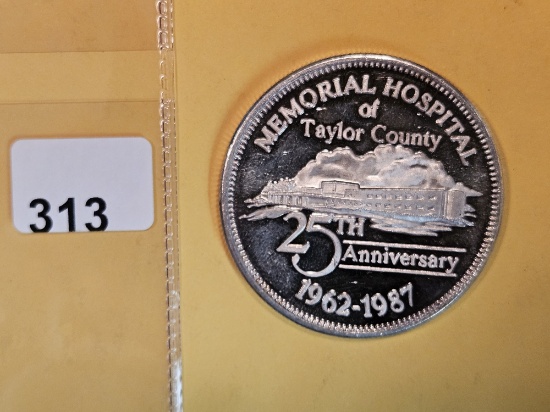 313
MEMORIAL HOSPITAL
of
Taylor County
25TH
Anniversary
1962-1987